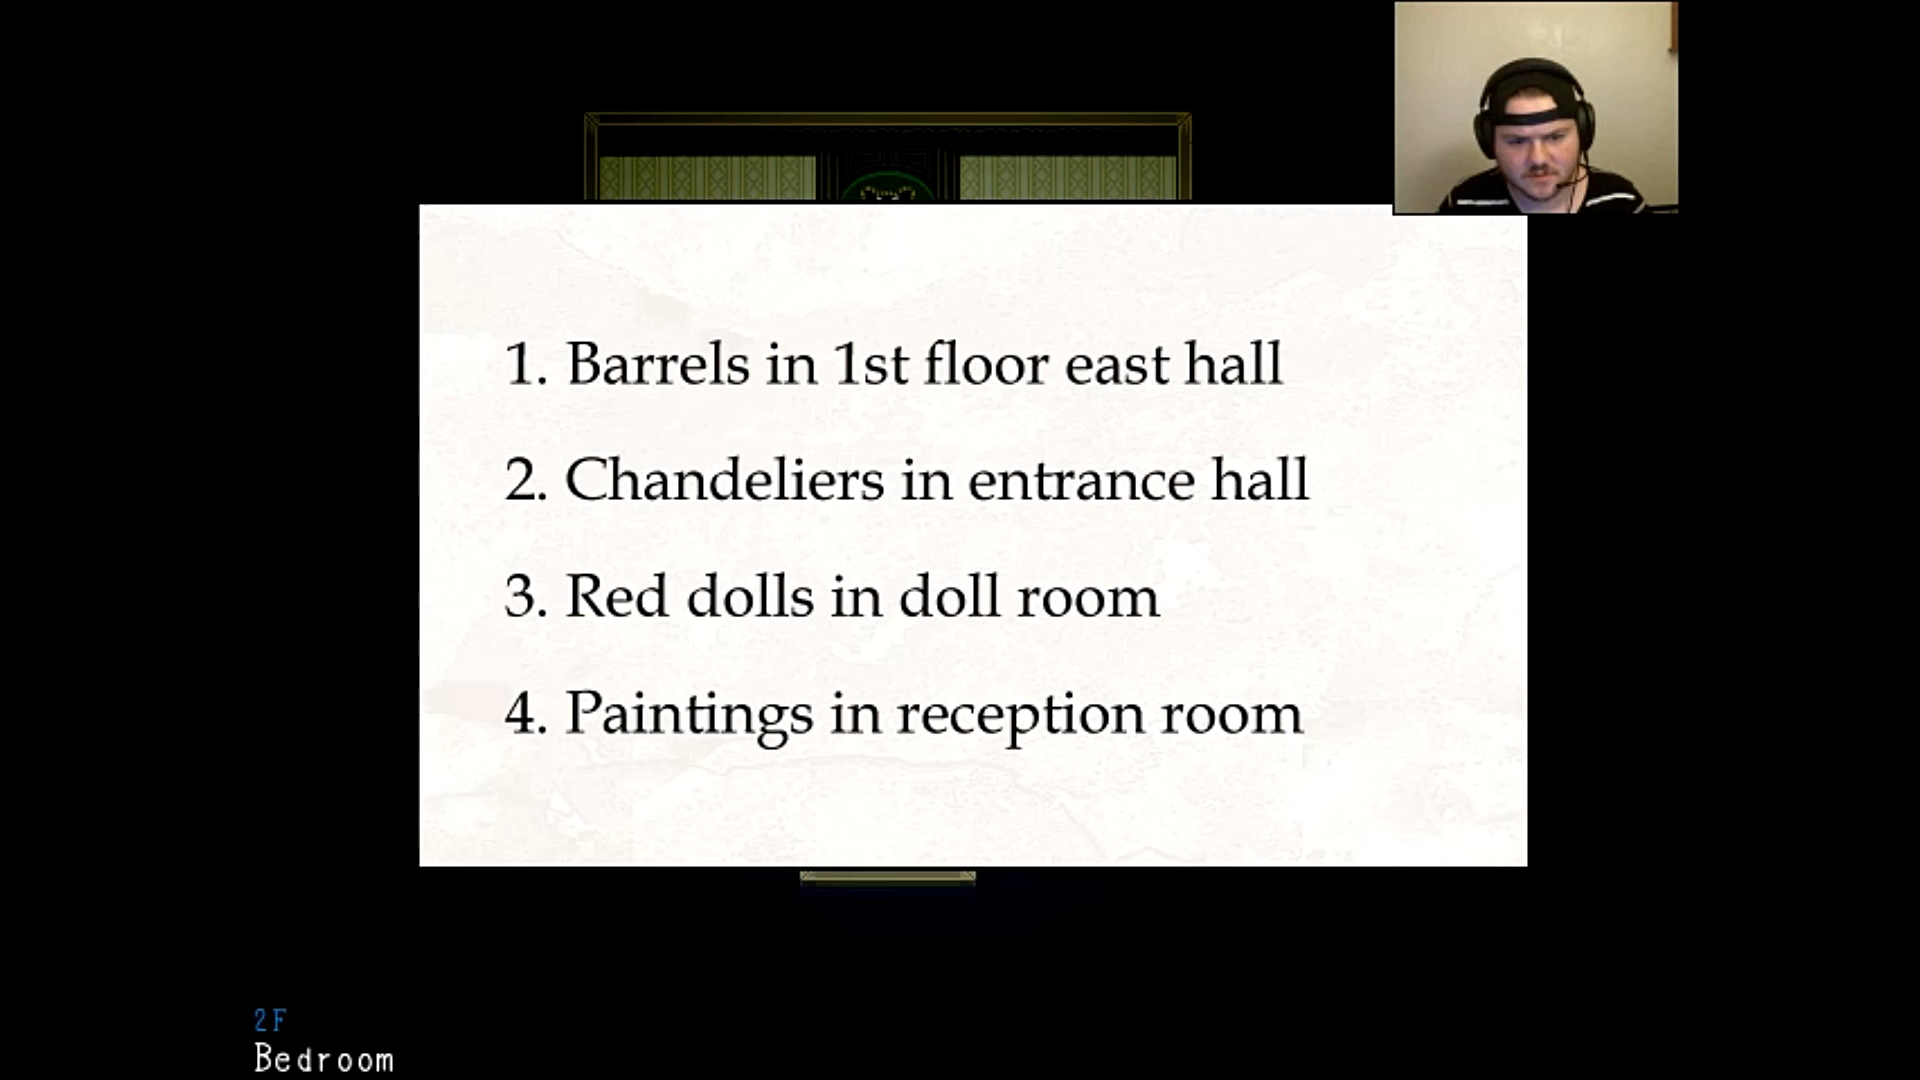 1. Barrels in 1st floor east hall
2. Chandeliers in entrance hall
3. Red dolls in doll room
4. Paintings in reception room
2F
Bedroom